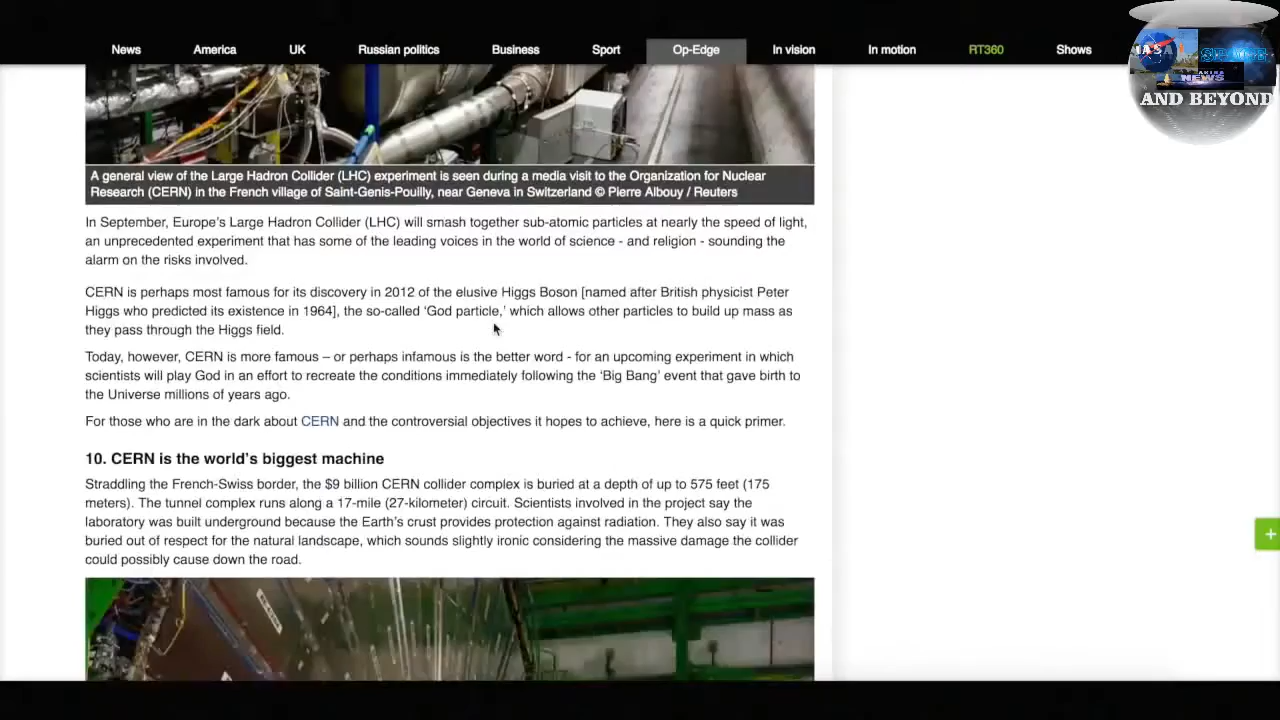 News America UK Russian politics Business Sport Op-Edge In vision In motion RT360 Shows
NASA SPACE
NEWS
AND BEYOND
A general view of the Large Hadron Collider (LHC) experiment is seen during a media visit to the Organization for Nuclear
Research (CERN) in the French village of Saint-Genis-Pouilly, near Geneva in Switzerland © Pierre Albouy / Reuters
In September, Europe's Large Hadron Collider (LHC) will smash together sub-atomic particles at nearly the speed of light,
an unprecedented experiment that has some of the leading voices in the world of science - and religion - sounding the
alarm on the risks involved.
CERN is perhaps most famous for its discovery in 2012 of the elusive Higgs Boson [named after British physicist Peter
Higgs who predicted its existence in 1964], the so-called ‘God particle,’ which allows other particles to build up mass as
they pass through the Higgs field.
Today, however, CERN is more famous – or perhaps infamous is the better word - for an upcoming experiment in which
scientists will play God in an effort to recreate the conditions immediately following the ‘Big Bang’ event that gave birth to
the Universe millions of years ago.
For those who are in the dark about CERN and the controversial objectives it hopes to achieve, here is a quick primer.
10. CERN is the world’s biggest machine
Straddling the French-Swiss border, the $9 billion CERN collider complex is buried at a depth of up to 575 feet (175
meters). The tunnel complex runs along a 17-mile (27-kilometer) circuit. Scientists involved in the project say the
laboratory was built underground because the Earth's crust provides protection against radiation. They also say it was
buried out of respect for the natural landscape, which sounds slightly ironic considering the massive damage the collider
could possibly cause down the road.